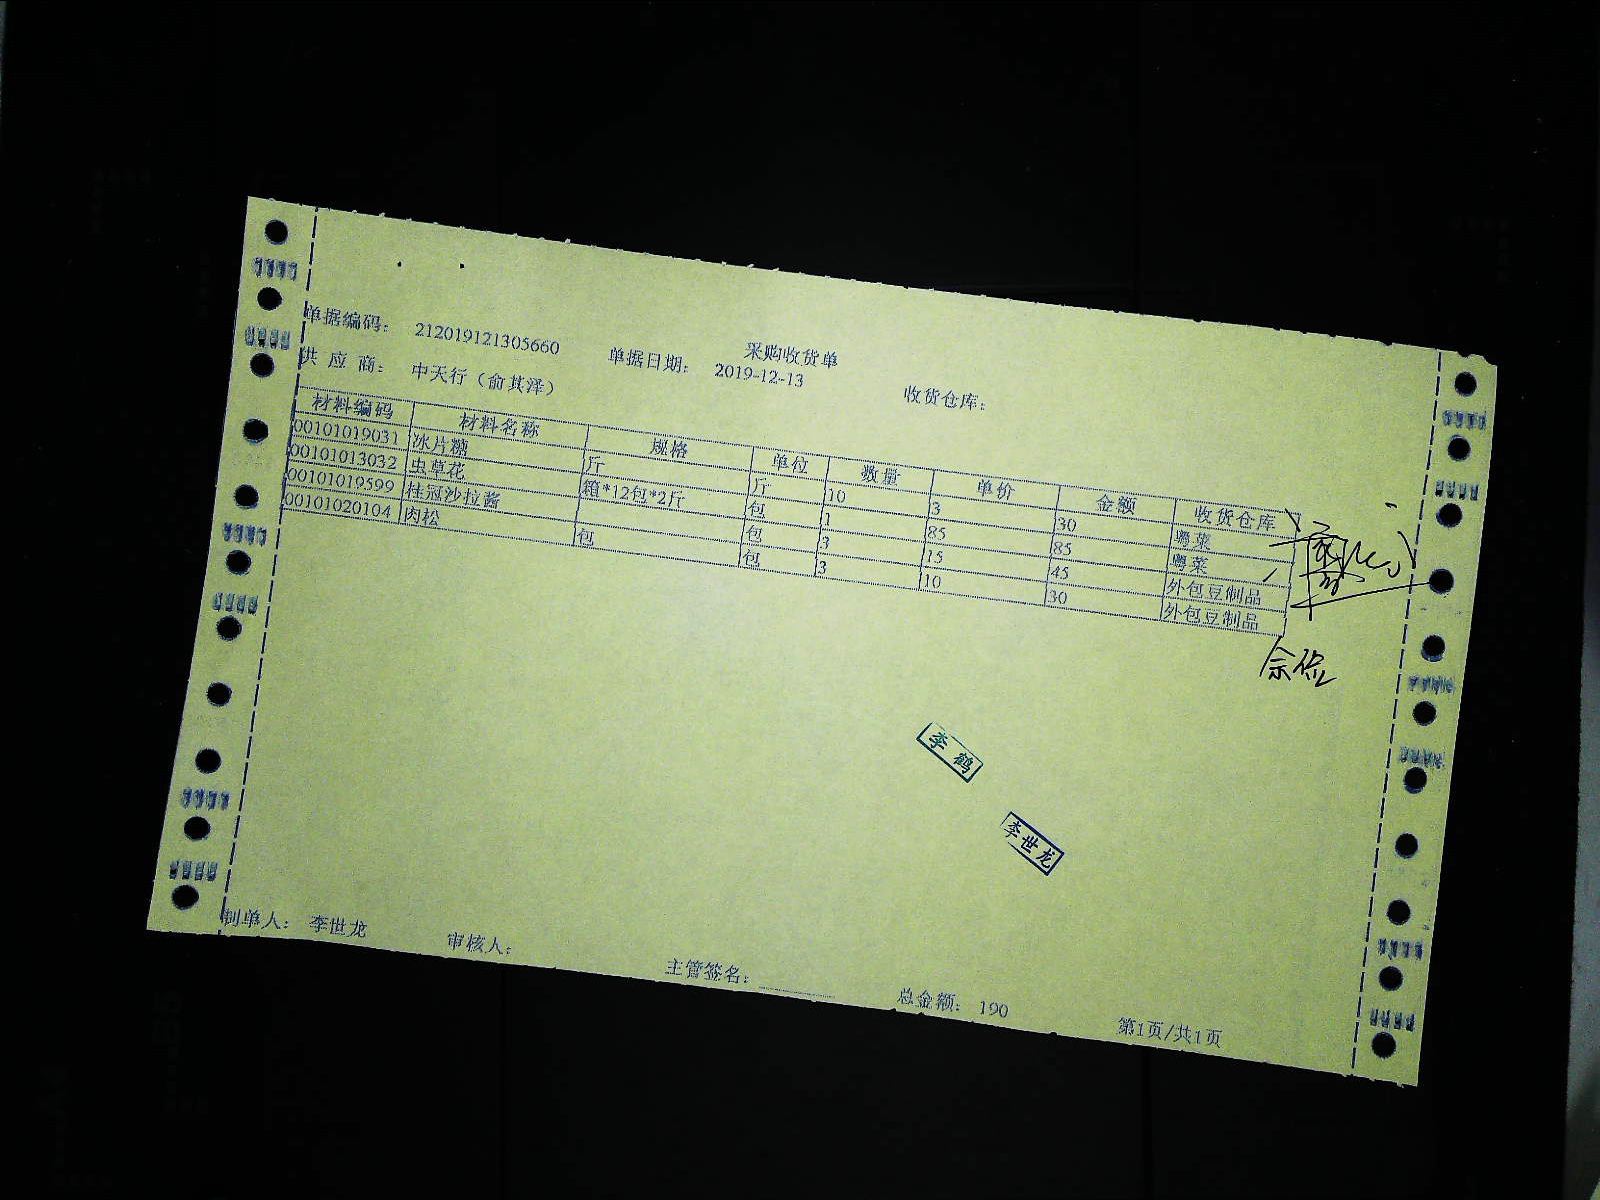 采购收货单
单据编码： 212019121305660 单据日期： 2019-12-13 收货仓库：
供 应 商： 中天行（俞其泽）
材料编码 材料名称 规格 单位 数量 单价 金额 收货仓库
00101019031 冰片糖 斤 斤 10 3 30 粤菜
00101013032 虫草花 箱*12包*2斤 包 1 85 85 粤菜
00101019599 桂冠沙拉酱 包 3 15 45 外包豆制品
00101020104 肉松 包 包 3 10 30 外包豆制品
李鹤
李世龙
制单人： 李世龙 审核人： 主管签名： 总金额： 190 第1页/共1页